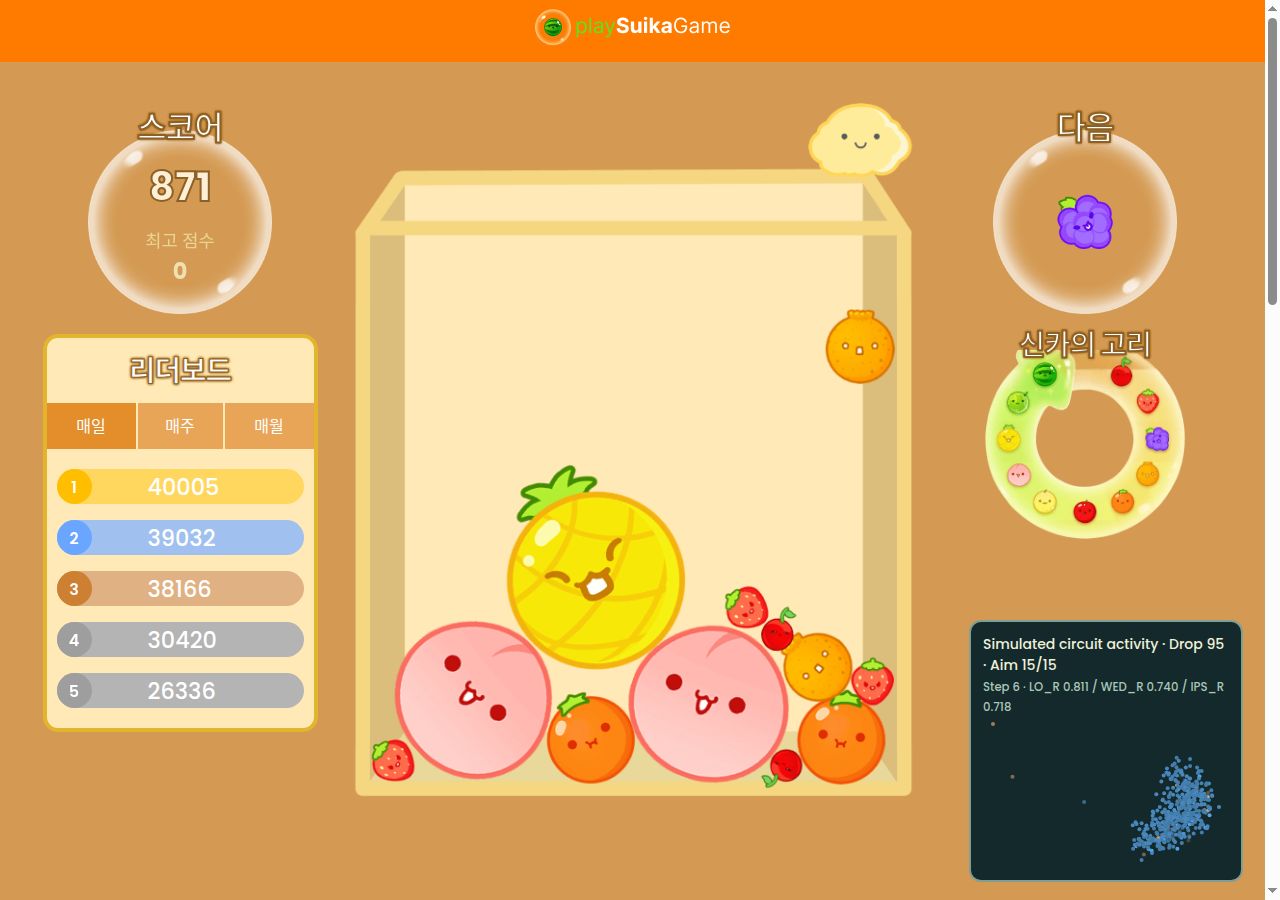 playSuikaGame
스코어
871
최고 점수
0
리더보드
매일 매주 매월
1 40005
2 39032
3 38166
4 30420
5 26336
다음
신카의 고리
Simulated circuit activity · Drop 95
· Aim 15/15
Step 6 · LO_R 0.811 / WED_R 0.740 / IPS_R
0.718